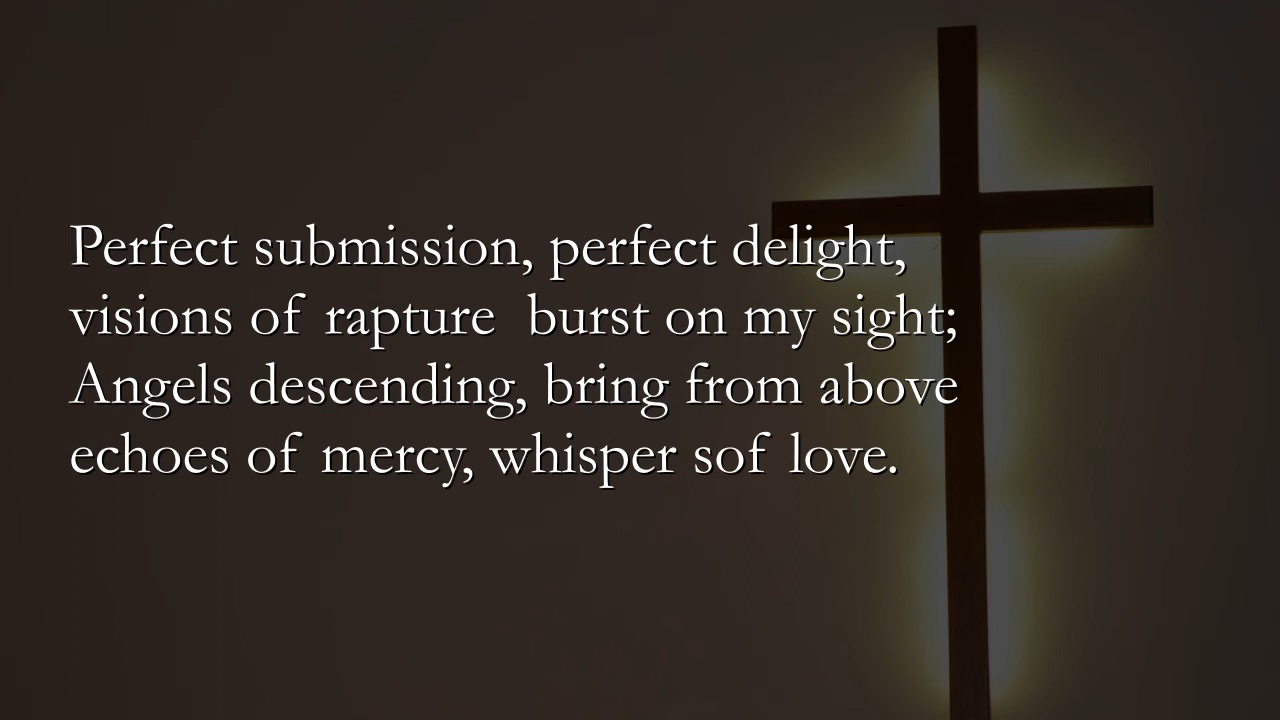 Perfect submission, perfect delight,
visions of rapture  burst on my sight;
Angels descending, bring from above
echoes of mercy, whisper sof love.